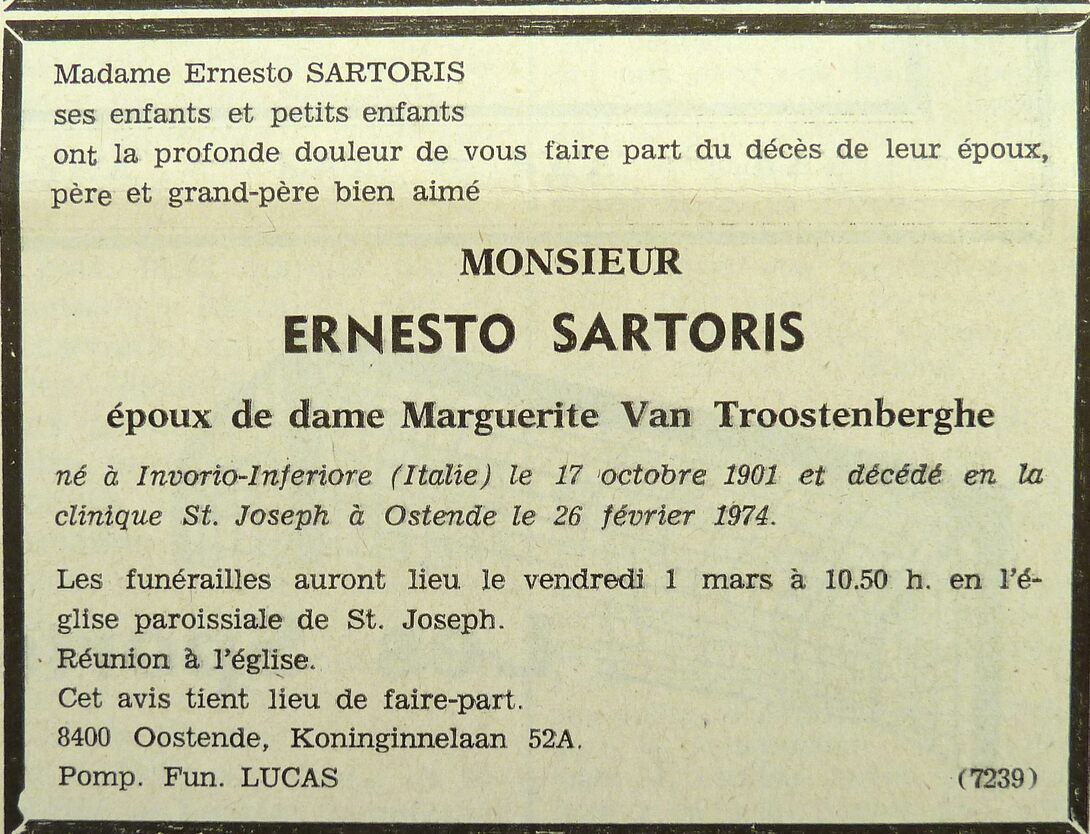 Madame Ernesto SARTORIS
ses enfants et petits enfants
ont la profonde douleur de vous faire part du décès de leur époux,
père et grand-père bien aimé
MONSIEUR
ERNESTO SARTORIS
époux de dame Marguerite Van Troostenberghe
né à Invorio-Inferiore (Italie) le 17 octobre 1901 et décédé en la
clinique St. Joseph à Ostende le 26 février 1974.
Les funérailles auront lieu le vendredi 1 mars à 10.50 h. en l'é-
glise paroissiale de St. Joseph.
Réunion à l'église.
Cet avis tient lieu de faire-part.
8400 Oostende, Koninginnelaan 52A.
Pomp. Fun. LUCAS (7239)